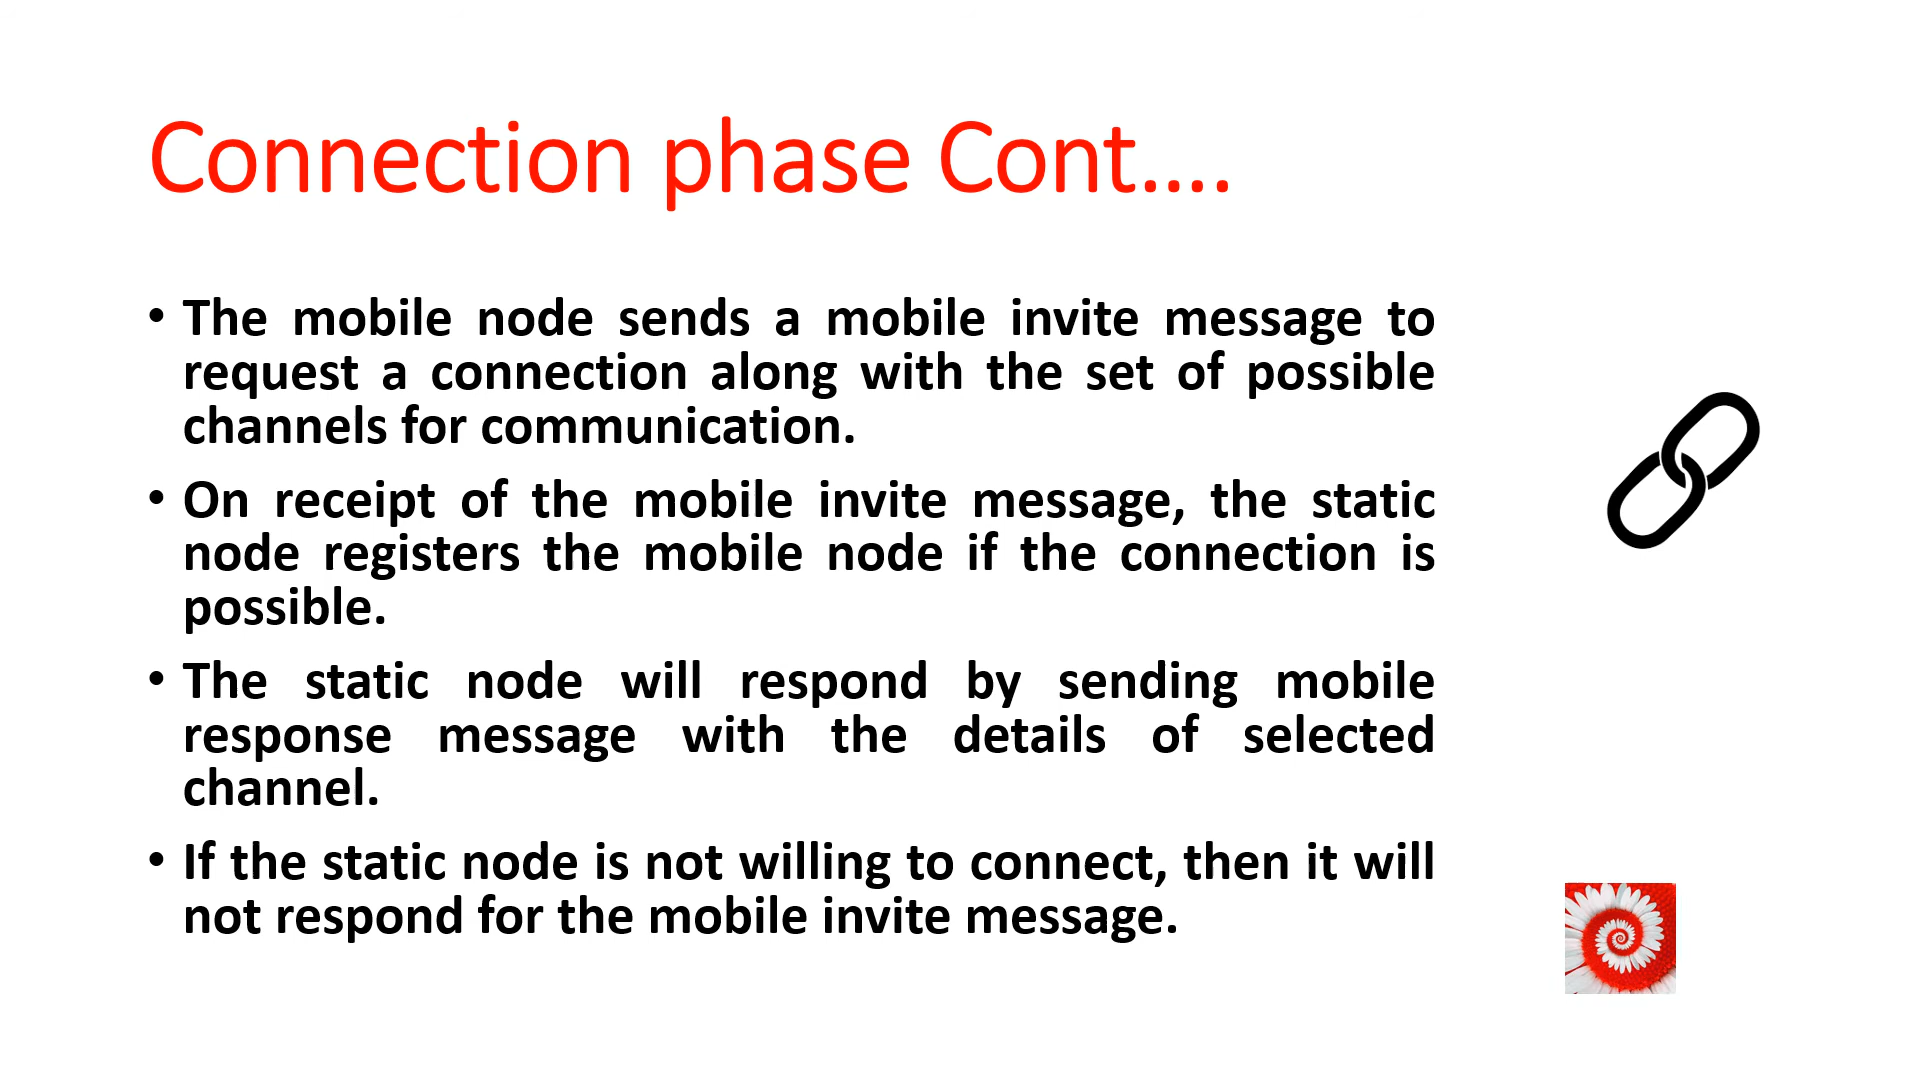 Connection phase Cont....
• The mobile node sends a mobile invite message to
request a connection along with the set of possible
channels for communication.
• On receipt of the mobile invite message, the static
node registers the mobile node if the connection is
possible.
• The static node will respond by sending mobile
response message with the details of selected
channel.
• If the static node is not willing to connect, then it will
not respond for the mobile invite message.